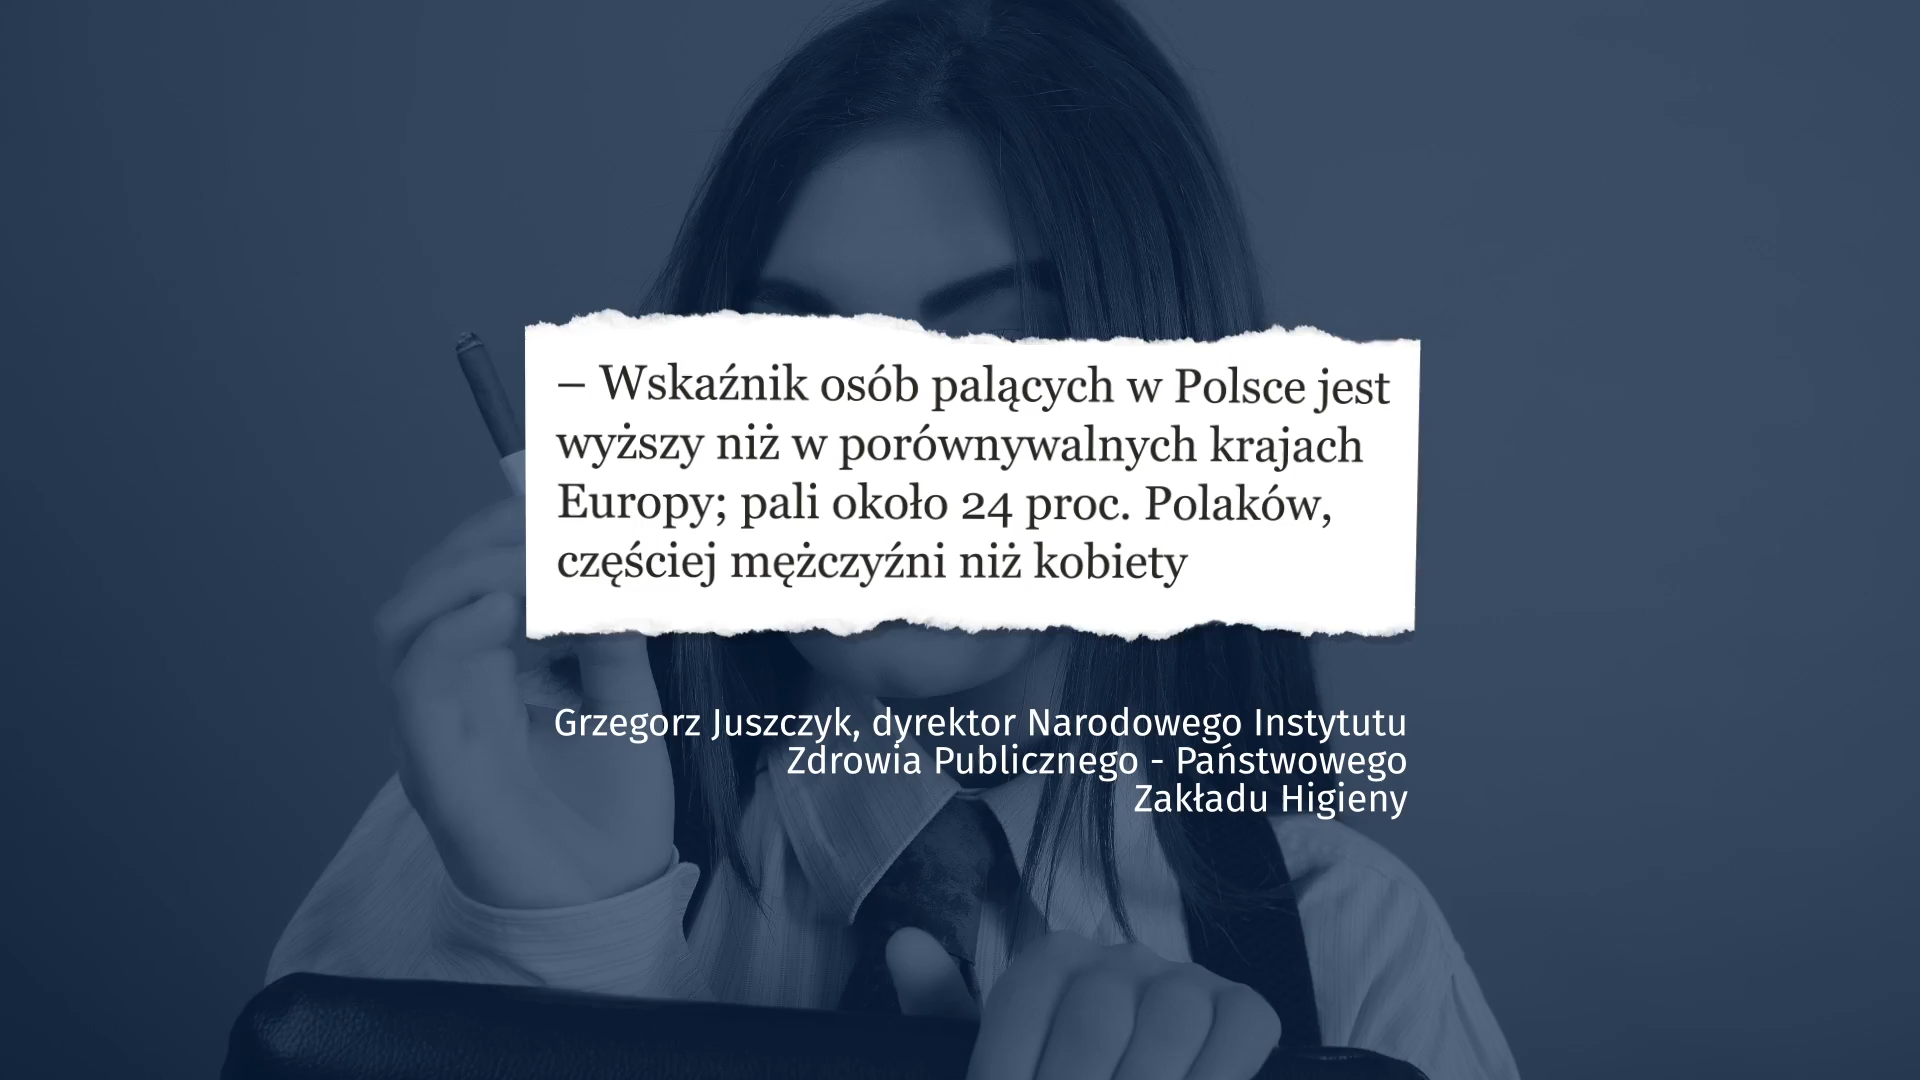 – Wskaźnik osób palących w Polsce jest
wyższy niż w porównywalnych krajach
Europy; pali około 24 proc. Polaków,
częściej mężczyźni niż kobiety
Grzegorz Juszczyk, dyrektor Narodowego Instytutu
Zdrowia Publicznego - Państwowego
Zakładu Higieny